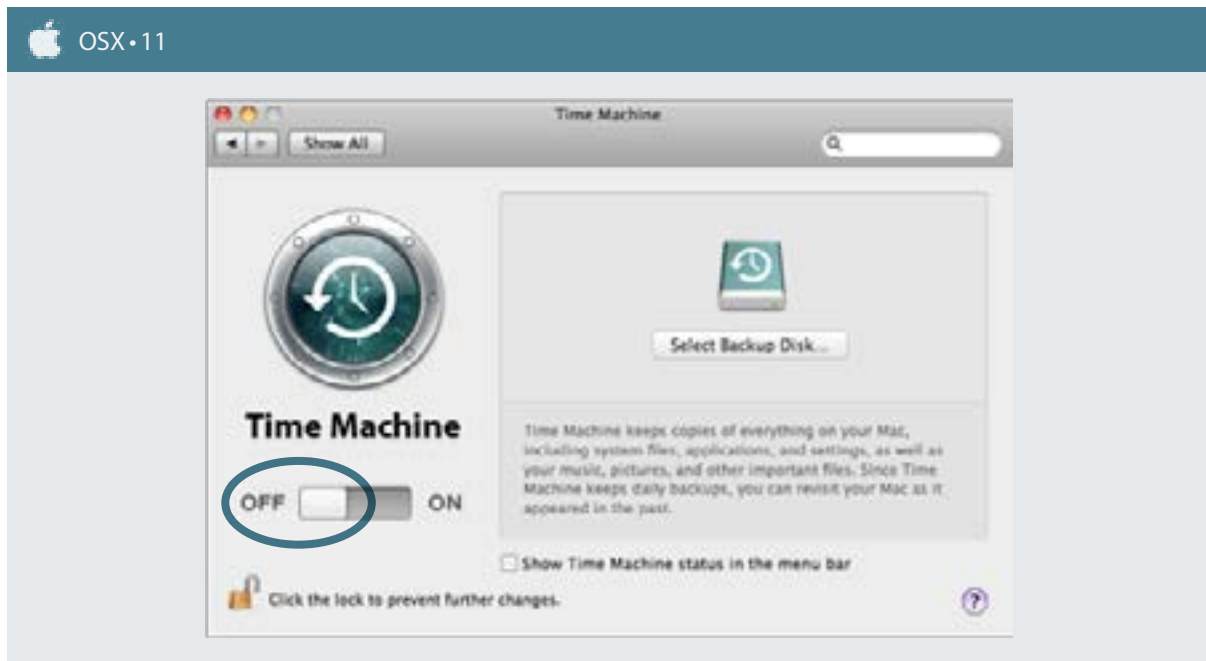 OSX•11
Time Machine
Show All
Select Backup Disk...
Time Machine
Time Machine keeps copies of everything on your Mac,
including system files, applications, and settings, as well as
your music, pictures, and other important files. Since Time
Machine keeps daily backups, you can revisit your Mac as it
appeared in the past.
OFF ON
Show Time Machine status in the menu bar
Click the lock to prevent further changes.
?